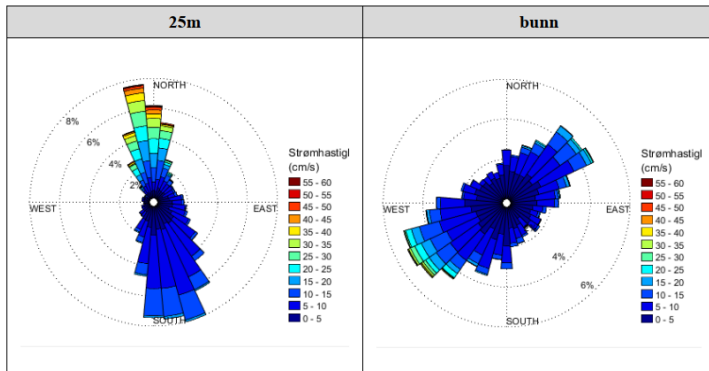 25m
bunn
NORTH
8%
6%
4%
2%
WEST
EAST
SOUTH
Strømhastigl
(cm/s)
55 - 60
50 - 55
45 - 50
40 - 45
35 - 40
30 - 35
25 - 30
20 - 25
15 - 20
10 - 15
5 - 10
0 - 5
NORTH
WEST
EAST
4%
6%
SOUTH
Strømhastigl
(cm/s)
55 - 60
50 - 55
45 - 50
40 - 45
35 - 40
30 - 35
25 - 30
20 - 25
15 - 20
10 - 15
5 - 10
0 - 5